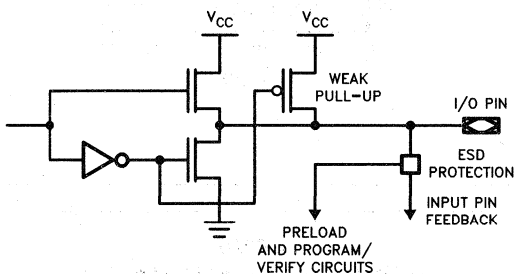 VCC
VCC
WEAK
PULL-UP
I/O PIN
ESD
PROTECTION
INPUT PIN
FEEDBACK
PRELOAD
AND PROGRAM/
VERIFY CIRCUITS